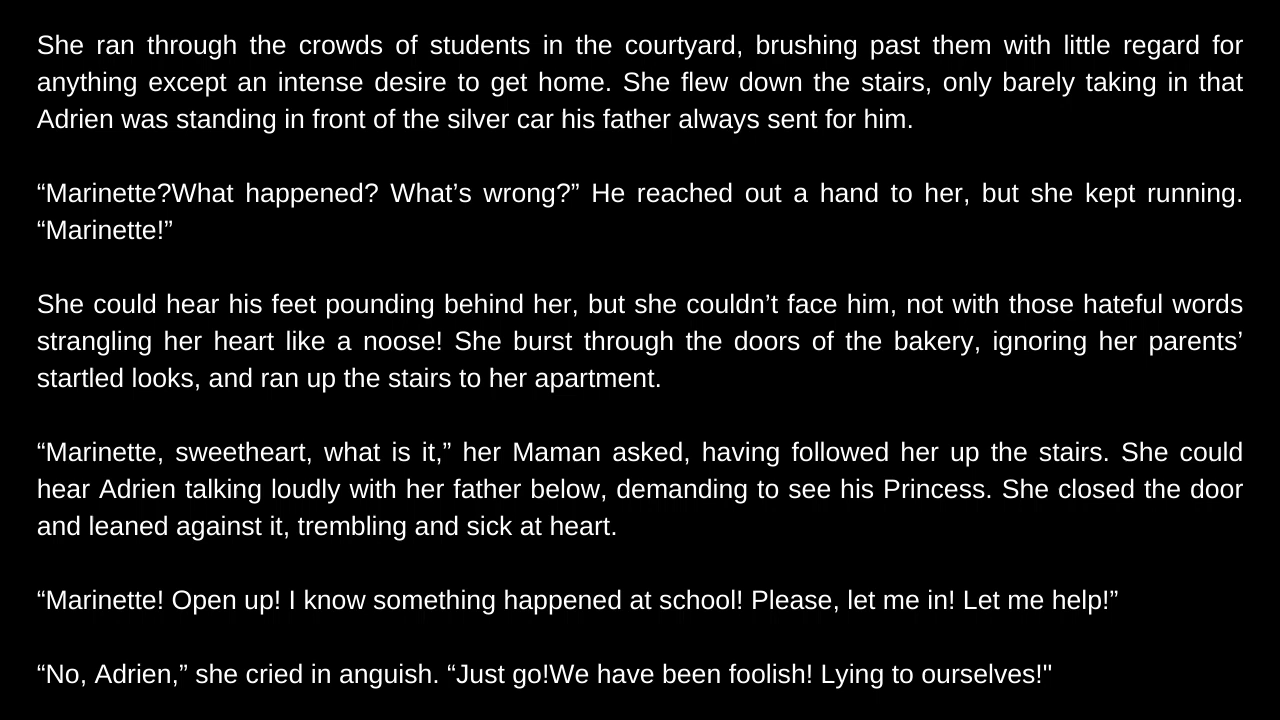 She ran through the crowds of students in the courtyard, brushing past them with little regard for
anything except an intense desire to get home. She flew down the stairs, only barely taking in that
Adrien was standing in front of the silver car his father always sent for him.
“Marinette?What happened? What’s wrong?” He reached out a hand to her, but she kept running.
“Marinette!”
She could hear his feet pounding behind her, but she couldn’t face him, not with those hateful words
strangling her heart like a noose! She burst through the doors of the bakery, ignoring her parents’
startled looks, and ran up the stairs to her apartment.
“Marinette, sweetheart, what is it,” her Maman asked, having followed her up the stairs. She could
hear Adrien talking loudly with her father below, demanding to see his Princess. She closed the door
and leaned against it, trembling and sick at heart.
“Marinette! Open up! I know something happened at school! Please, let me in! Let me help!”
“No, Adrien,” she cried in anguish. “Just go!We have been foolish! Lying to ourselves!"